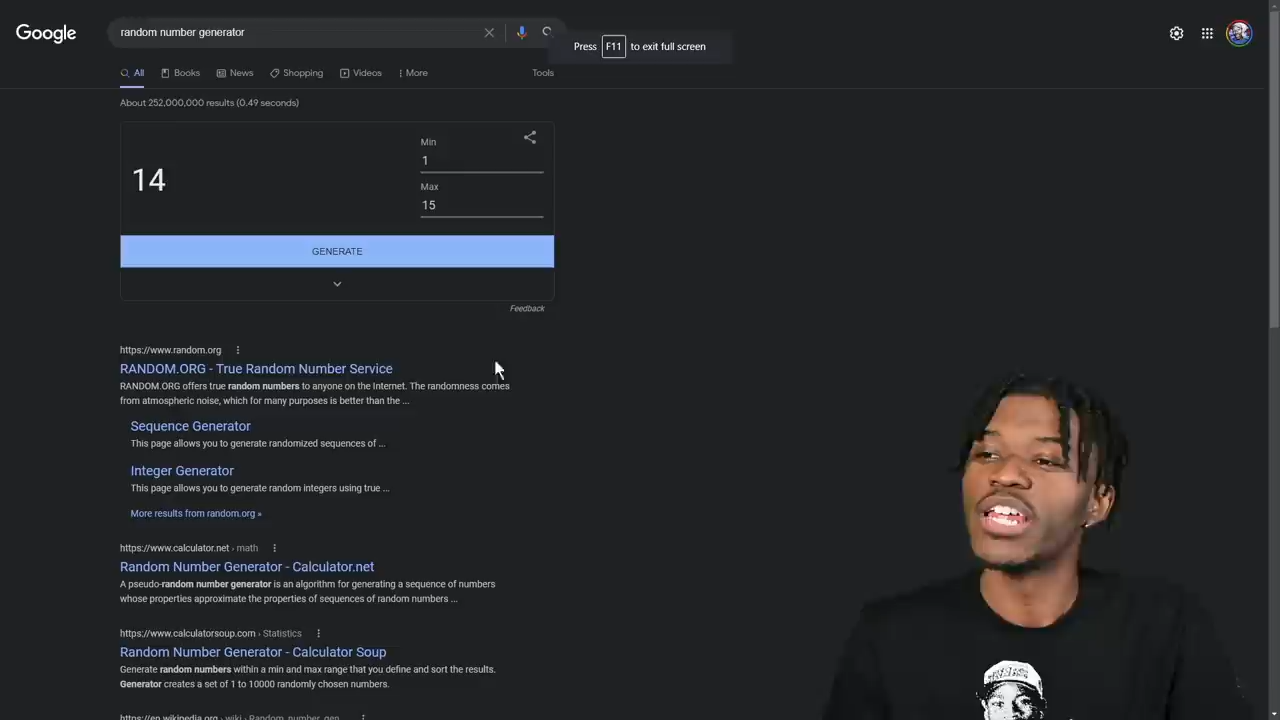 Google
random number generator
Press F11 to exit full screen
All Books News Shopping Videos More Tools
About 252,000,000 results (0.49 seconds)
14
Min
1
Max
15
GENERATE
Feedback
https://www.random.org
RANDOM.ORG - True Random Number Service
RANDOM.ORG offers true random numbers to anyone on the Internet. The randomness comes
from atmospheric noise, which for many purposes is better than the ...
Sequence Generator
This page allows you to generate randomized sequences of ...
Integer Generator
This page allows you to generate random integers using true ...
More results from random.org »
https://www.calculator.net › math
Random Number Generator - Calculator.net
A pseudo-random number generator is an algorithm for generating a sequence of numbers
whose properties approximate the properties of sequences of random numbers ...
https://www.calculatorsoup.com › Statistics
Random Number Generator - Calculator Soup
Generate random numbers within a min and max range that you define and sort the results.
Generator creates a set of 1 to 10000 randomly chosen numbers.
https://en.wikipedia.org › wiki › Random_number_gen...